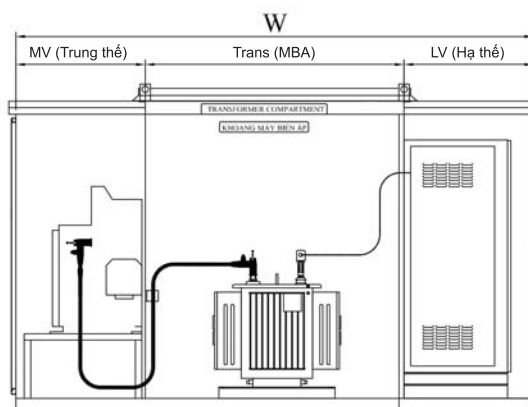 W
MV (Trung thế)
Trans (MBA)
LV (Hạ thế)
TRANSFORMER COMPARTMENT
KHOANG MÁY BIẾN ÁP